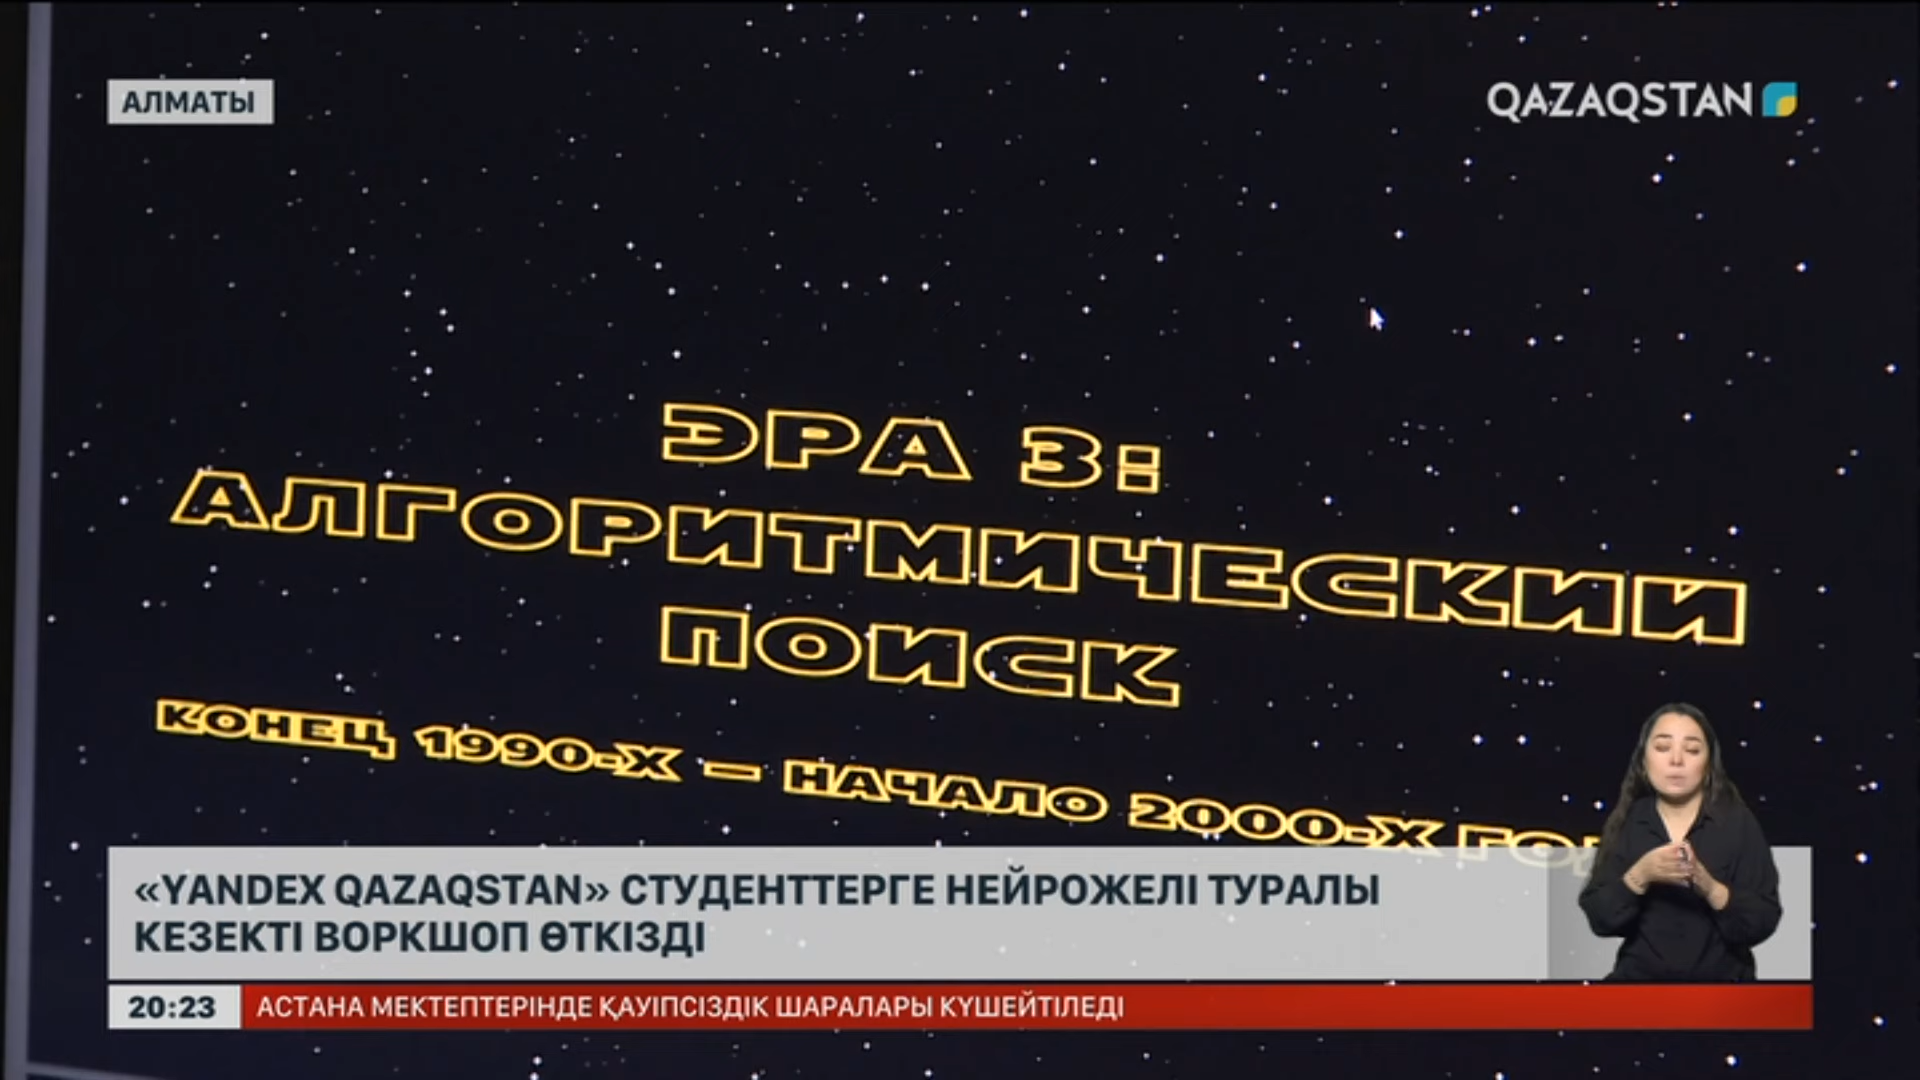 АЛМАТЫ
QAZAQSTAN
ЭРА 3:
АЛГОРИТМИЧЕСКИЙ
ПОИСК
КОНЕЦ 1990-Х — НАЧАЛО 2000-Х
«YANDEX QAZAQSTAN» СТУДЕНТТЕРГЕ НЕЙРОЖЕЛІ ТУРАЛЫ
КЕЗЕКТІ ВОРКШОП ӨТКІЗДІ
20:23 АСТАНА МЕКТЕПТЕРІНДЕ ҚАУІПСІЗДІК ШАРАЛАРЫ КҮШЕЙТІЛЕДІ